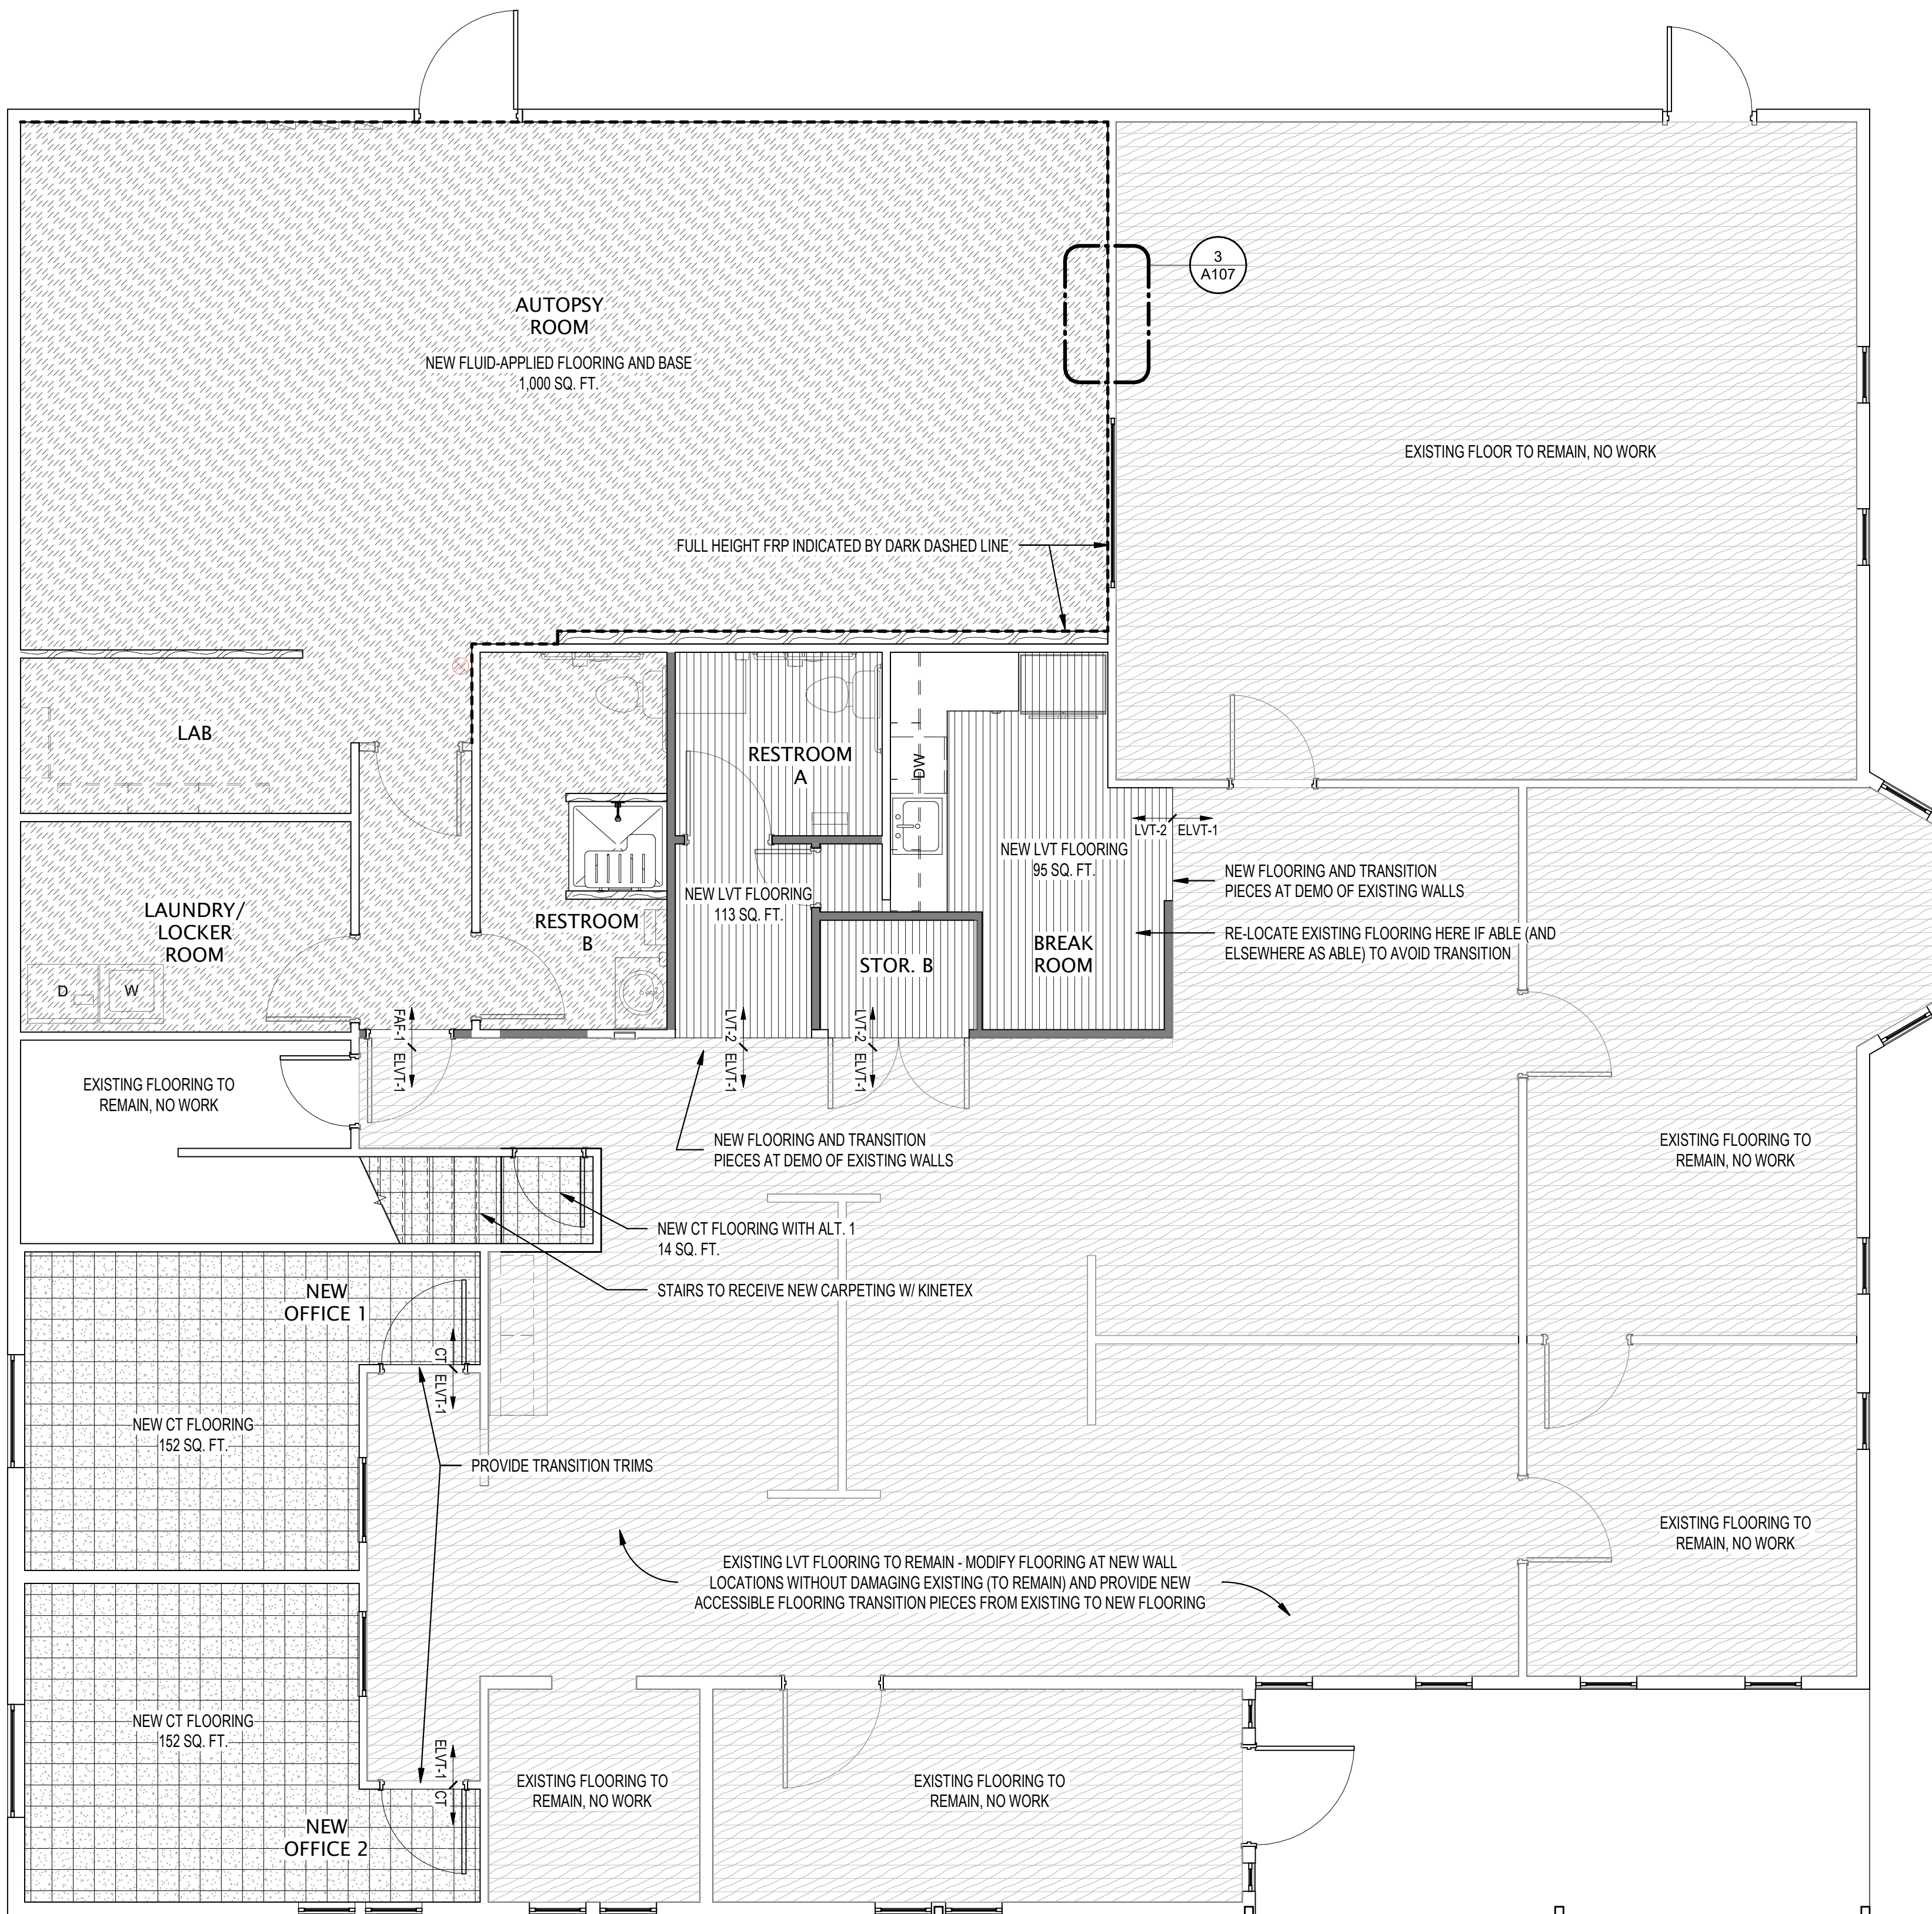 AUTOPSY
ROOM
NEW FLUID-APPLIED FLOORING AND BASE
1,000 SQ. FT.
3
A107
EXISTING FLOOR TO REMAIN, NO WORK
FULL HEIGHT FRP INDICATED BY DARK DASHED LINE
LAB
RESTROOM
A
DW
LVT-2
ELVT-1
NEW LVT FLOORING
95 SQ. FT.
NEW FLOORING AND TRANSITION
PIECES AT DEMO OF EXISTING WALLS
NEW LVT FLOORING
113 SQ. FT.
LAUNDRY/
LOCKER
ROOM
RESTROOM
B
RE-LOCATE EXISTING FLOORING HERE IF ABLE (AND
ELSEWHERE AS ABLE) TO AVOID TRANSITION
BREAK
ROOM
STOR. B
D
W
FAF-1
ELVT-1
LVT-2
ELVT-1
LVT-2
ELVT-1
EXISTING FLOORING TO
REMAIN, NO WORK
NEW FLOORING AND TRANSITION
PIECES AT DEMO OF EXISTING WALLS
EXISTING FLOORING TO
REMAIN, NO WORK
NEW CT FLOORING WITH ALT. 1
14 SQ. FT.
STAIRS TO RECEIVE NEW CARPETING W/ KINETEX
NEW
OFFICE 1
CT
ELVT-1
NEW CT FLOORING
152 SQ. FT.
PROVIDE TRANSITION TRIMS
EXISTING FLOORING TO
REMAIN, NO WORK
EXISTING LVT FLOORING TO REMAIN - MODIFY FLOORING AT NEW WALL
LOCATIONS WITHOUT DAMAGING EXISTING (TO REMAIN) AND PROVIDE NEW
ACCESSIBLE FLOORING TRANSITION PIECES FROM EXISTING TO NEW FLOORING
NEW CT FLOORING
152 SQ. FT.
ELVT-1
CT
EXISTING FLOORING TO
REMAIN, NO WORK
EXISTING FLOORING TO
REMAIN, NO WORK
NEW
OFFICE 2